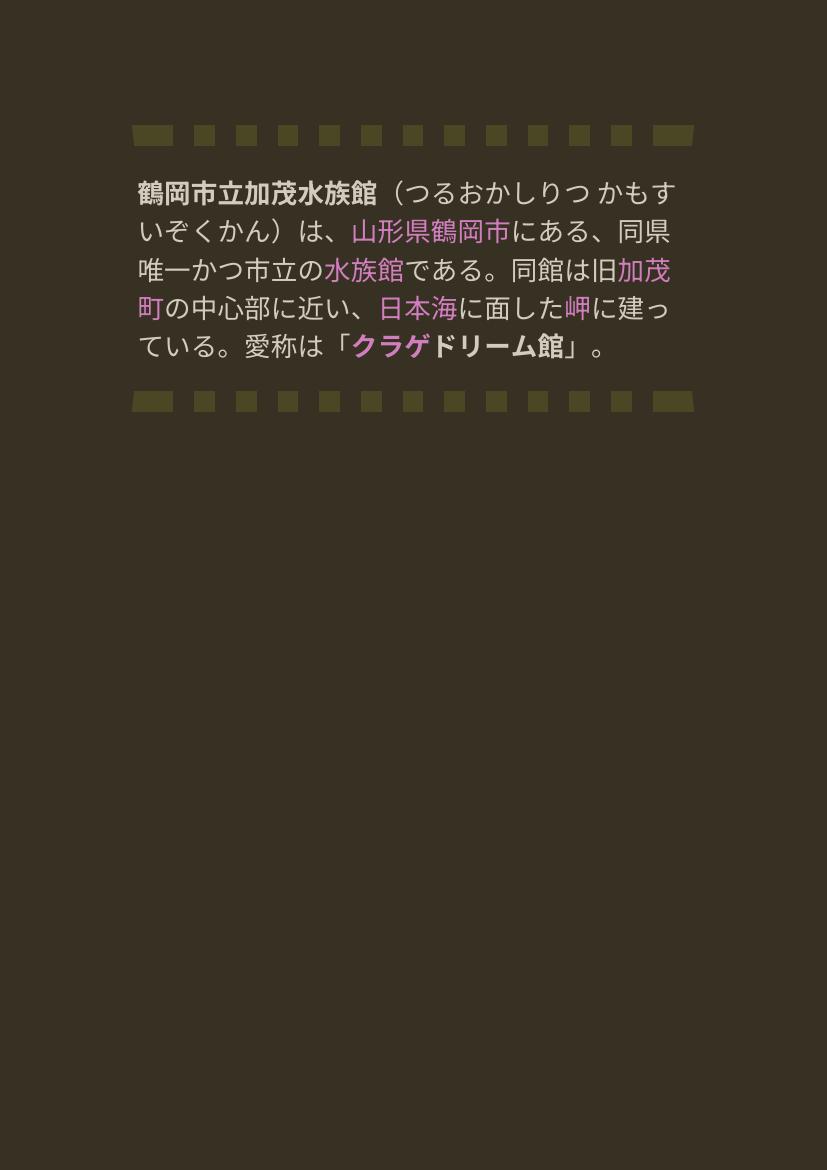 鶴岡市立加茂水族館（つるおかしりつ かもす
いぞくかん）は、山形県鶴岡市にある、同県
唯一かつ市立の水族館である。同館は旧加茂
町の中心部に近い、日本海に面した岬に建っ
ている。愛称は「クラゲドリーム館」。